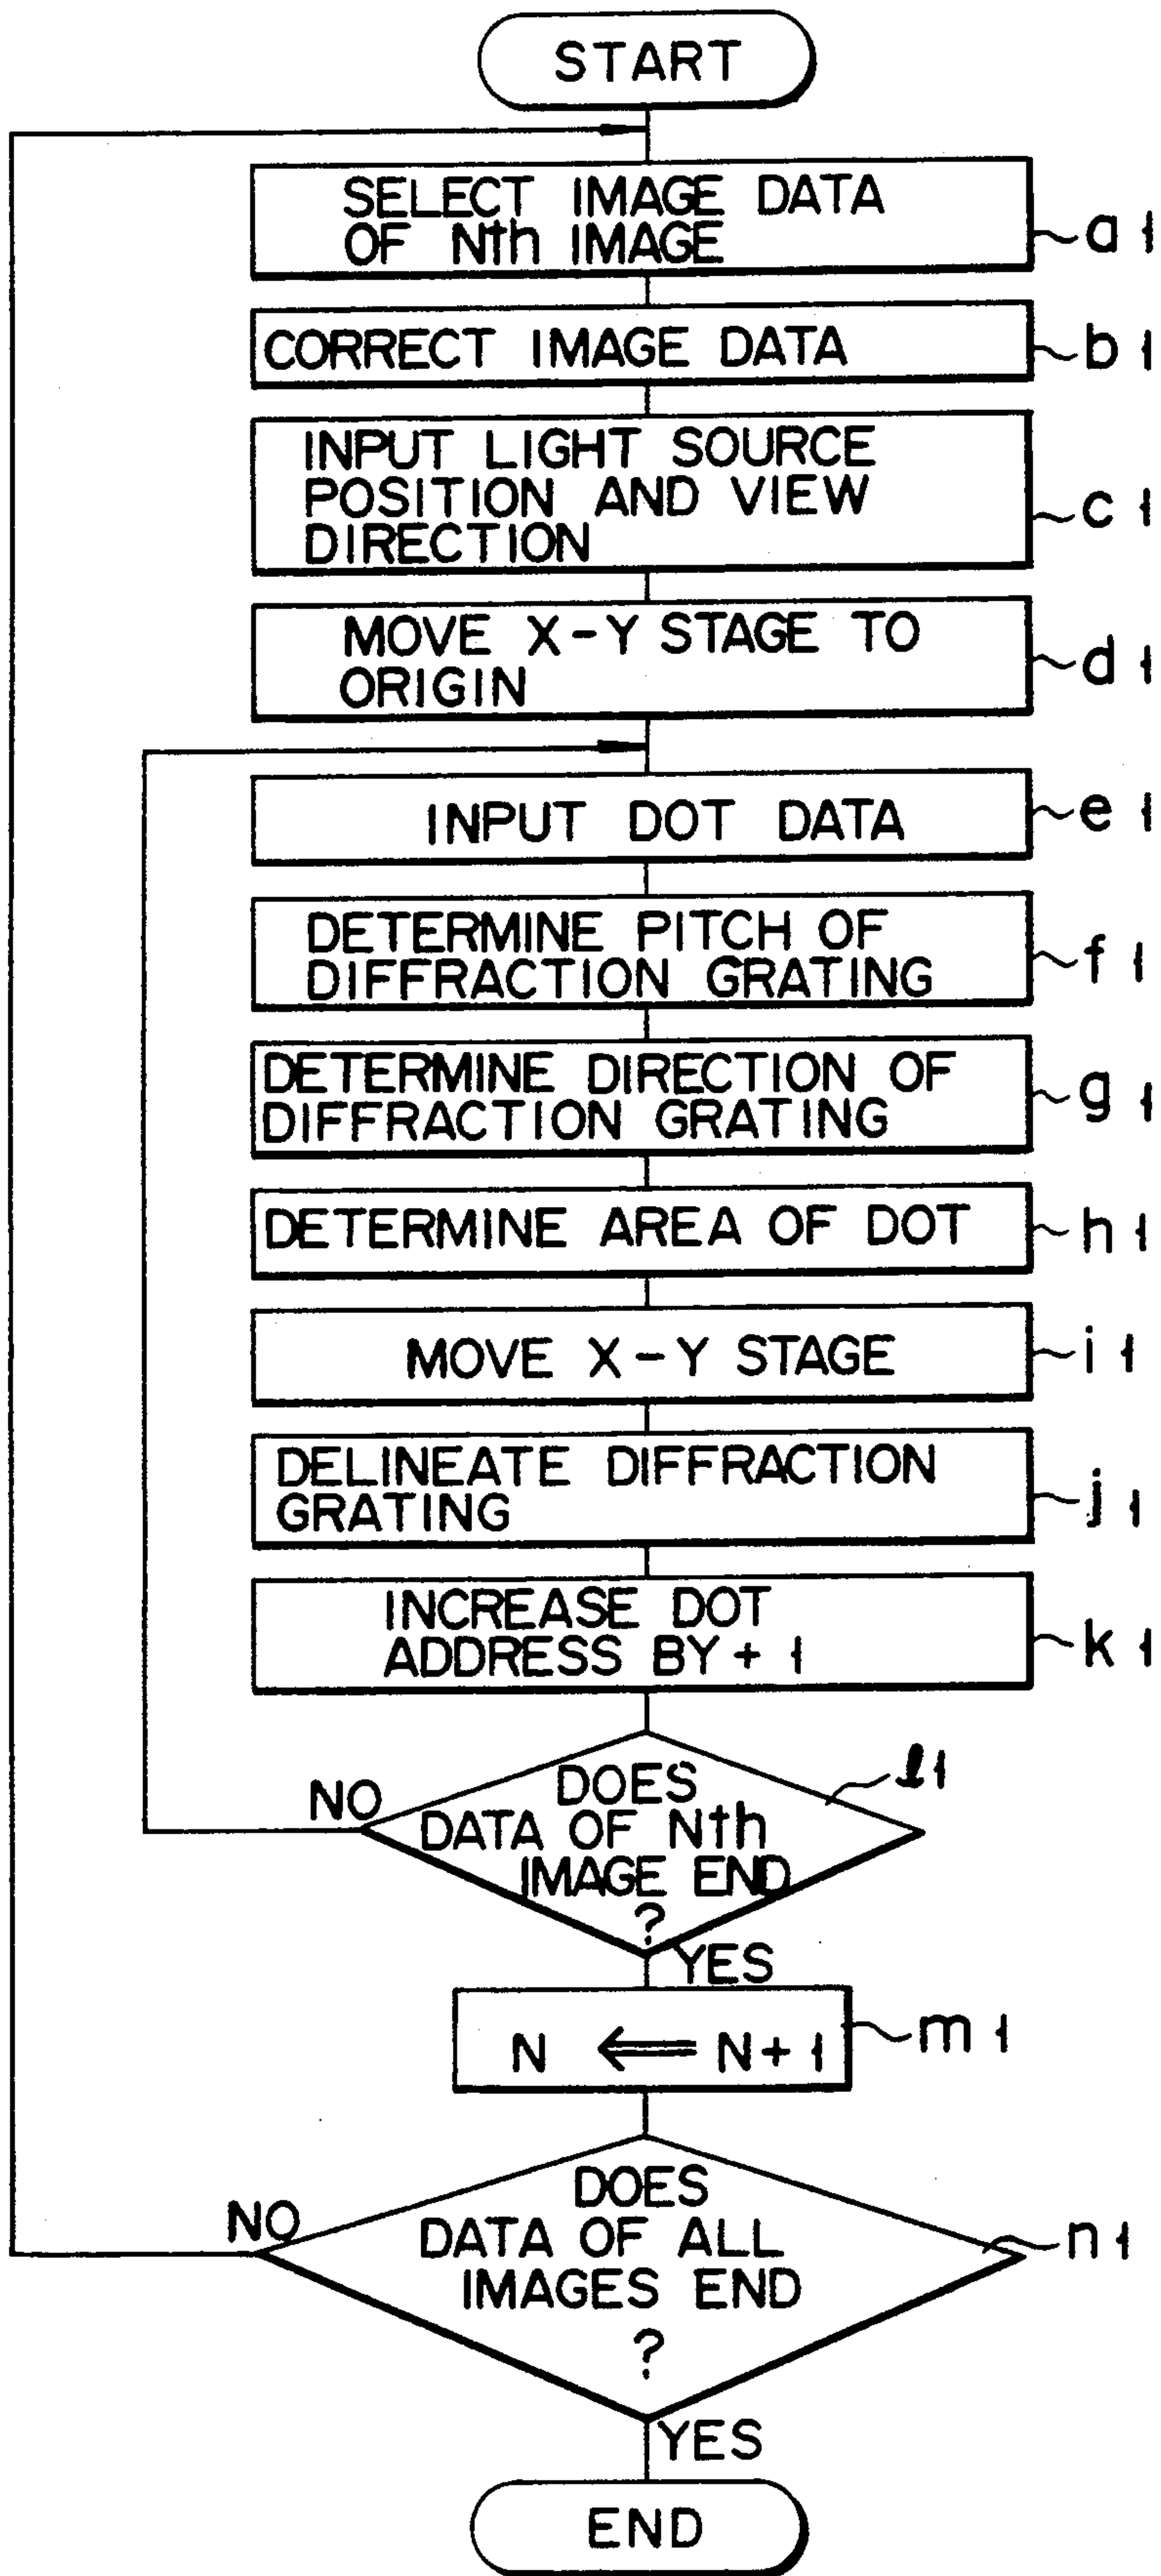 START
SELECT IMAGE DATA
OF Nth IMAGE
a1
CORRECT IMAGE DATA
b1
INPUT LIGHT SOURCE
POSITION AND VIEW
DIRECTION
c1
MOVE X-Y STAGE TO
ORIGIN
d1
INPUT DOT DATA
e1
DETERMINE PITCH OF
DIFFRACTION GRATING
f1
DETERMINE DIRECTION OF
DIFFRACTION GRATING
g1
DETERMINE AREA OF DOT
h1
MOVE X-Y STAGE
i1
DELINEATE DIFFRACTION
GRATING
j1
INCREASE DOT
ADDRESS BY+1
k1
DOES
DATA OF Nth
IMAGE END
?
l1
NO
YES
N ⇐ N+1
m1
DOES
DATA OF ALL
IMAGES END
?
n1
NO
YES
END